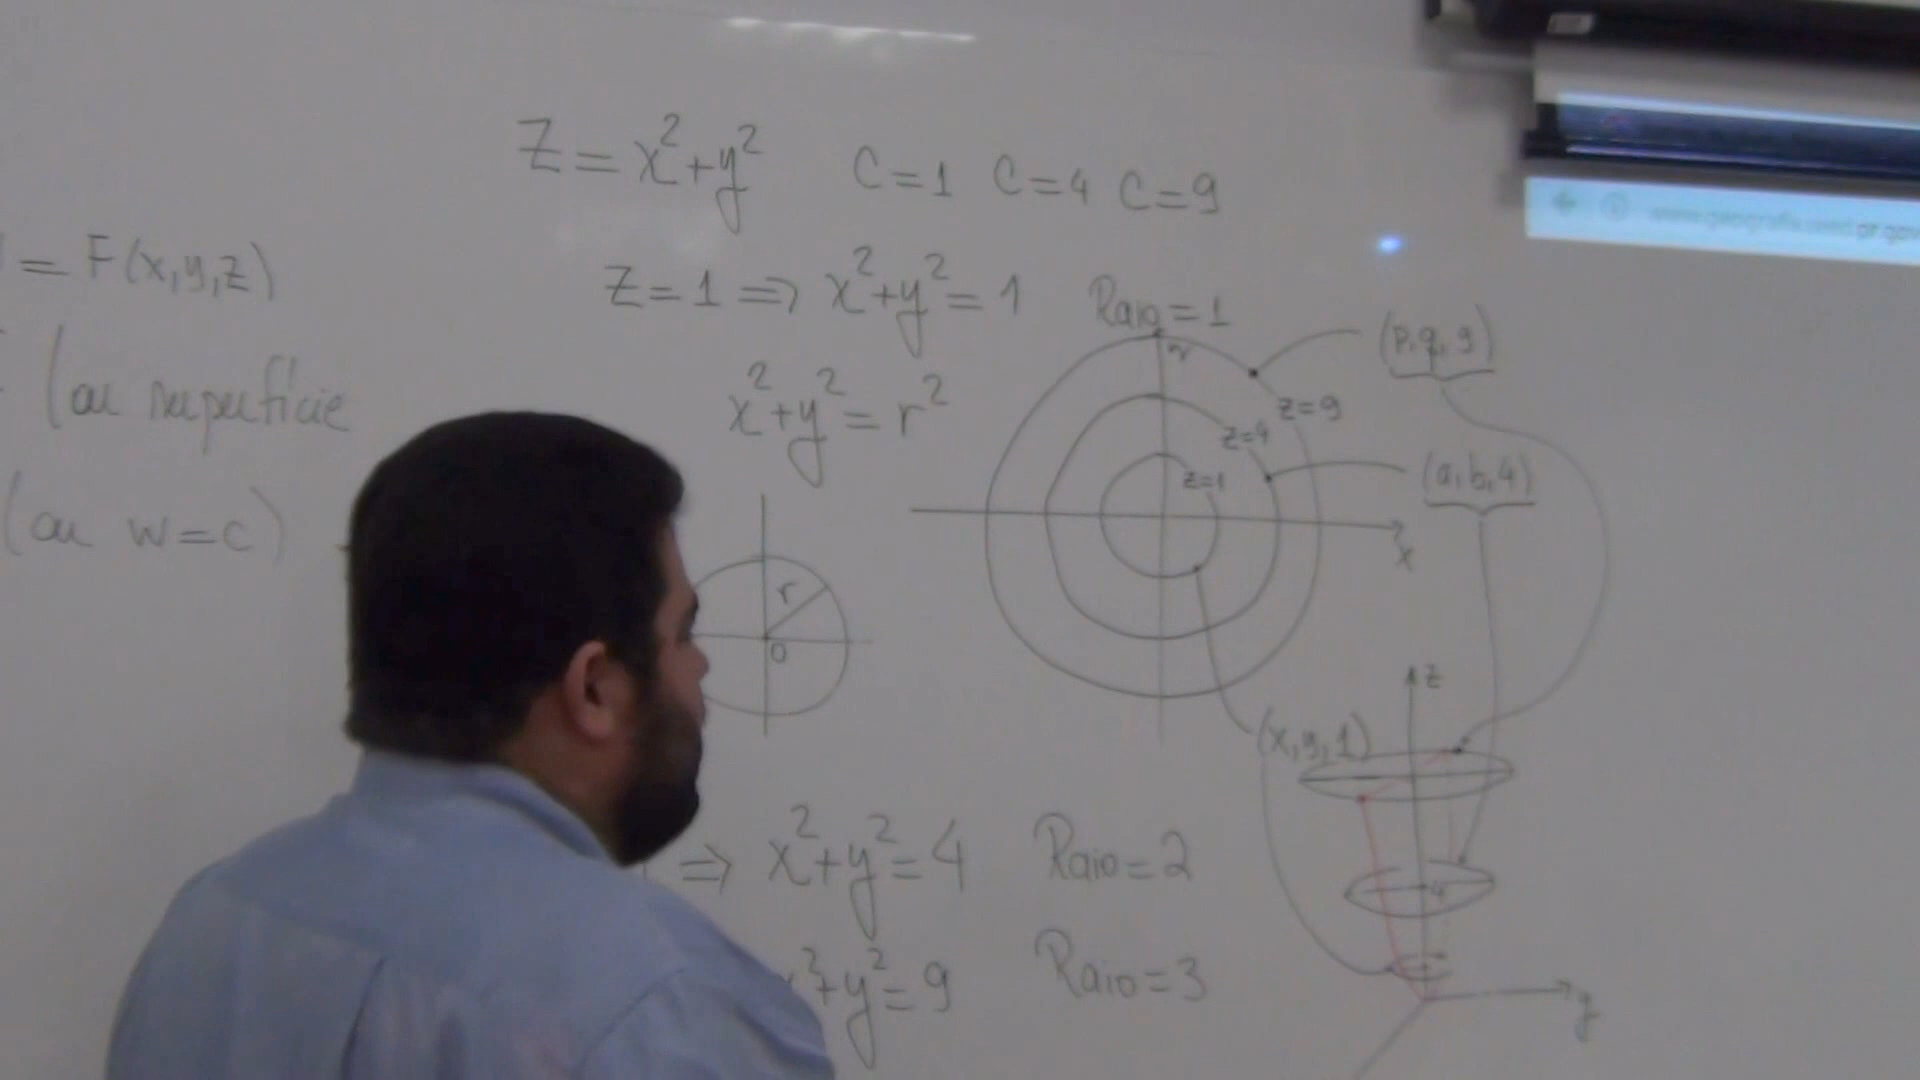 Z = x² + y² C = 1 C = 4 C = 9
= F(x, y, z)
Z = 1 ⇒ x² + y² = 1 Raio = 1
(p, q, 9)
(ou superfície
x² + y² = r²
z=9
z=4
(a, b, 4)
z=1
(ou w = c)
x
r
0
z
(x, y, 1)
⇒ x² + y² = 4 Raio = 2
4
x² + y² = 9 Raio = 3
y